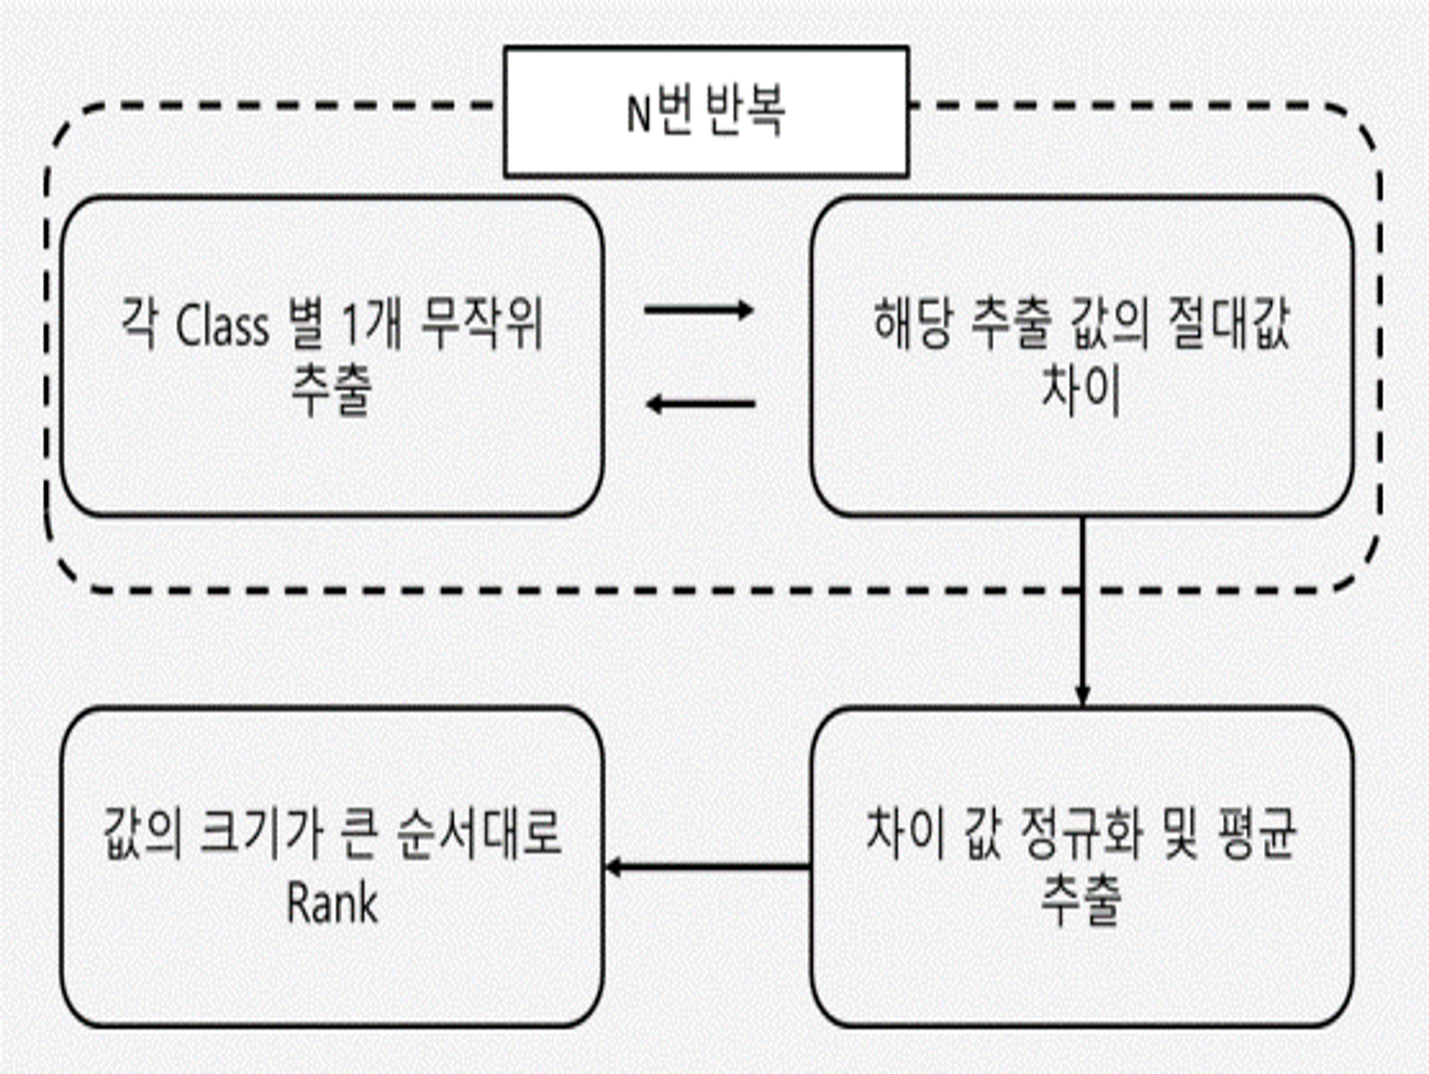 N번 반복
각 Class 별 1개 무작위
추출
해당 추출 값의 절대값
차이
값의 크기가 큰 순서대로
Rank
차이 값 정규화 및 평균
추출